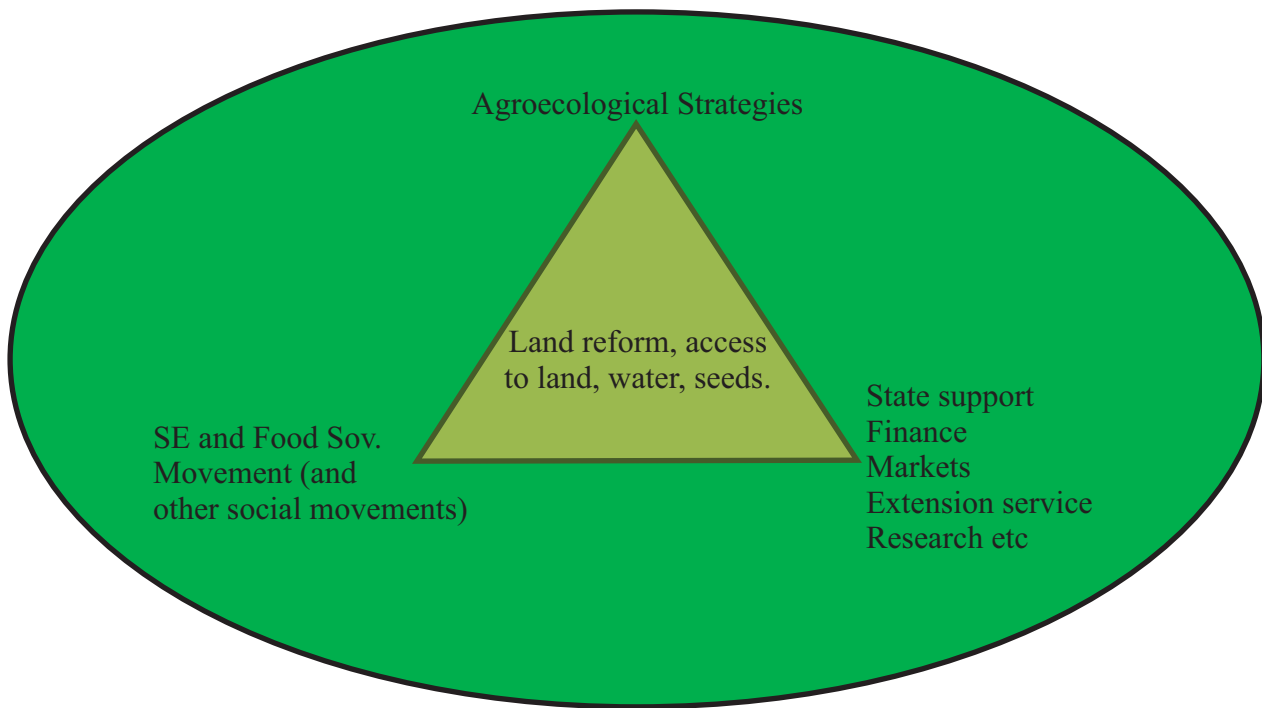 Agroecological Strategies
Land reform, access
to land, water, seeds.
SE and Food Sov.
Movement (and
other social movements)
State support
Finance
Markets
Extension service
Research etc